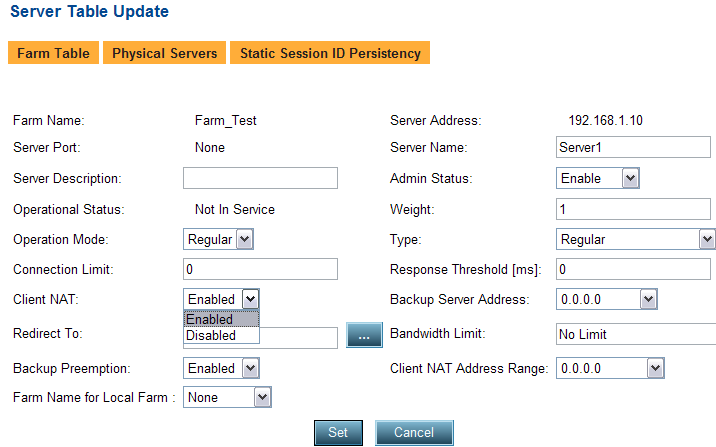 Server Table Update
Farm Table Physical Servers Static Session ID Persistency
Farm Name: Farm_Test Server Address: 192.168.1.10
Server Port: None Server Name: Server1
Server Description: Admin Status: Enable
Operational Status: Not In Service Weight: 1
Operation Mode: Regular Type: Regular
Connection Limit: 0 Response Threshold [ms]: 0
Client NAT: Enabled Backup Server Address: 0.0.0.0
Enabled
Disabled
Redirect To: ... Bandwidth Limit: No Limit
Backup Preemption: Enabled Client NAT Address Range: 0.0.0.0
Farm Name for Local Farm : None
Set Cancel